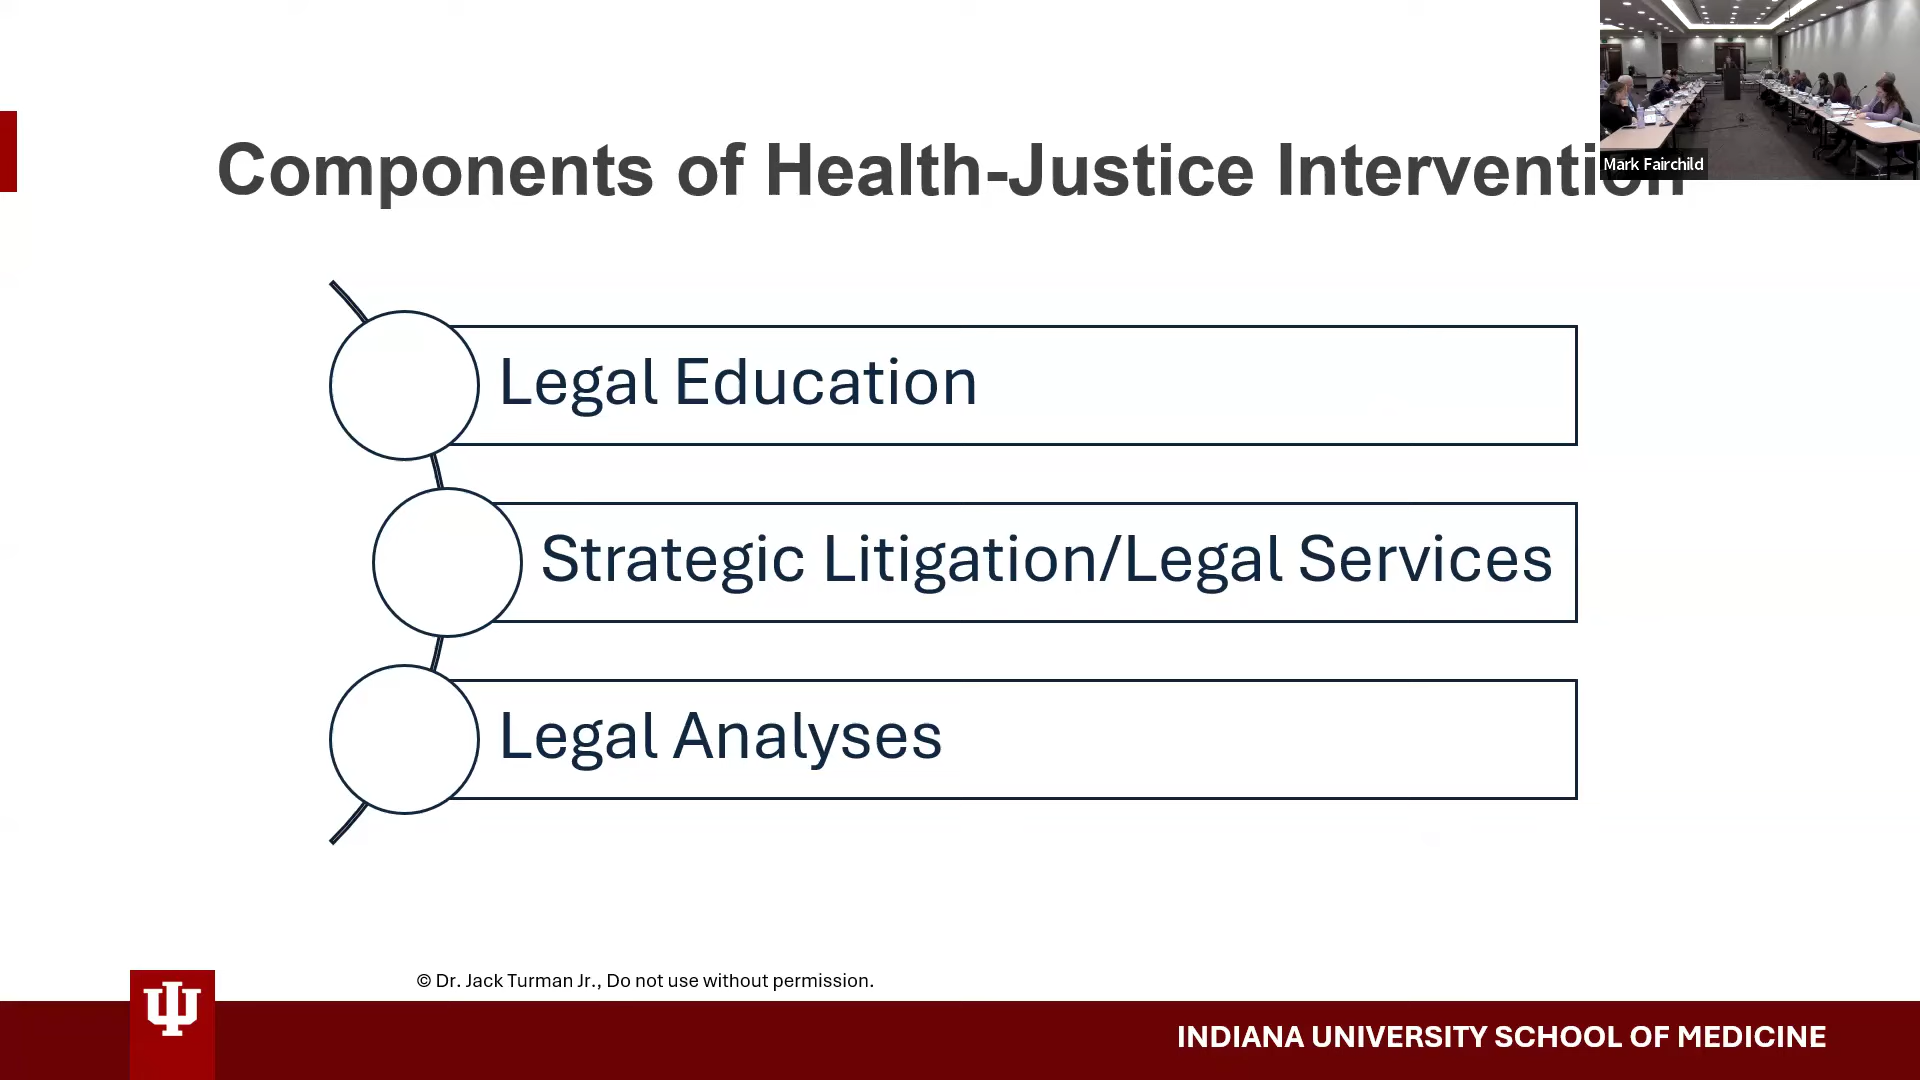 Components of Health-Justice Intervention
Mark Fairchild
Legal Education
Strategic Litigation/Legal Services
Legal Analyses
© Dr. Jack Turman Jr., Do not use without permission.
INDIANA UNIVERSITY SCHOOL OF MEDICINE